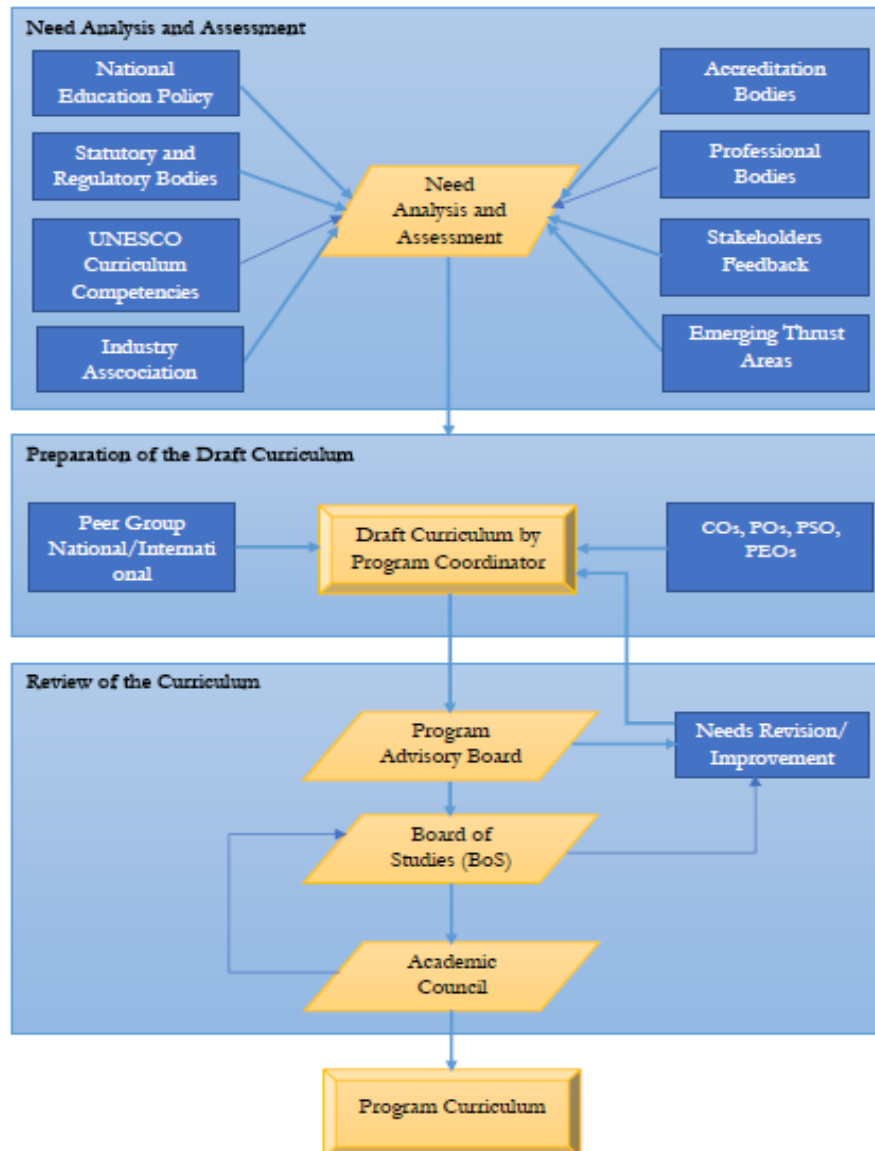 Need Analysis and Assessment
National
Education Policy
Statutory and
Regulatory Bodies
UNESCO
Curriculum
Competencies
Industry
Asscociation
Need
Analysis and
Assessment
Accreditation
Bodies
Professional
Bodies
Stakeholders
Feedback
Emerging Thrust
Areas
Preparation of the Draft Curriculum
Peer Group
National/Internati
onal
Draft Curriculum by
Program Coordinator
COs, POs, PSO,
PEOs
Review of the Curriculum
Program
Advisory Board
Needs Revision/
Improvement
Board of
Studies (BoS)
Academic
Council
Program Curriculum